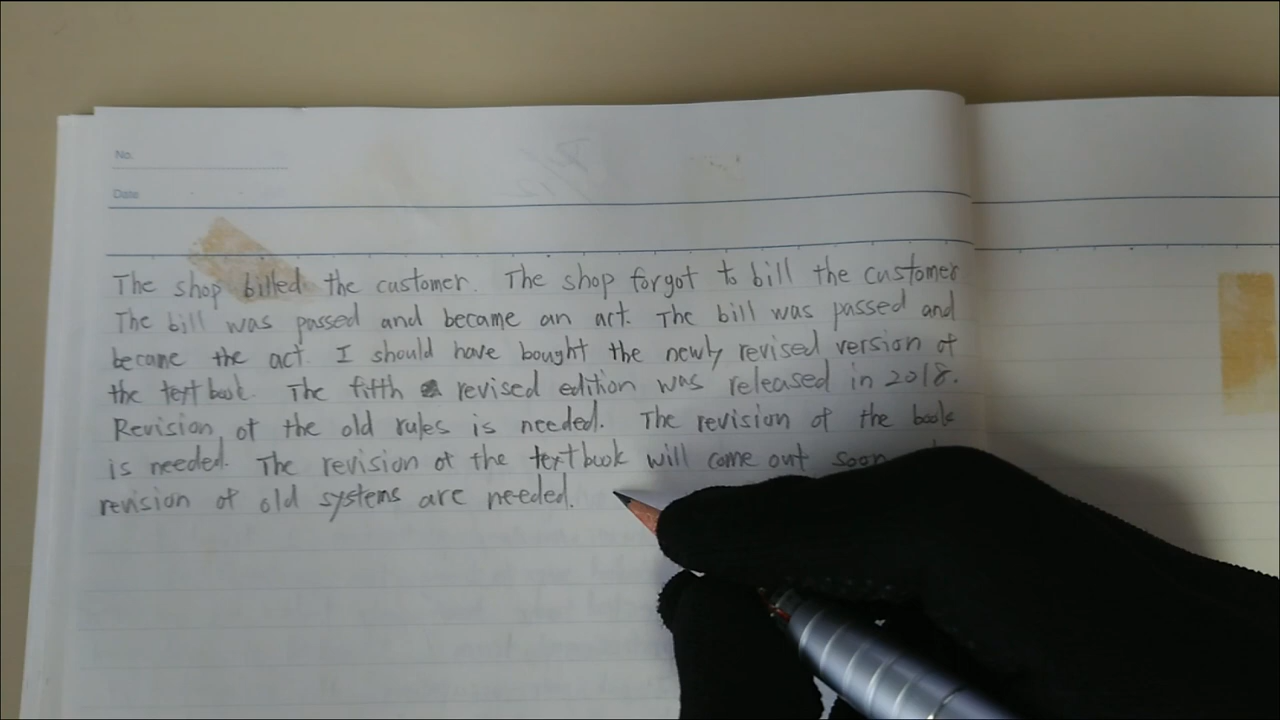 No.
Date
The shop billed the customer. The shop forgot to bill the customer
The bill was passed and became an act. The bill was passed and
became the act. I should have bought the newly revised version of
the textbook. The fifth revised edition was released in 2018.
Revision of the old rules is needed. The revision of the book
is needed. The revision of the textbook will come out soon
revision of old systems are needed.